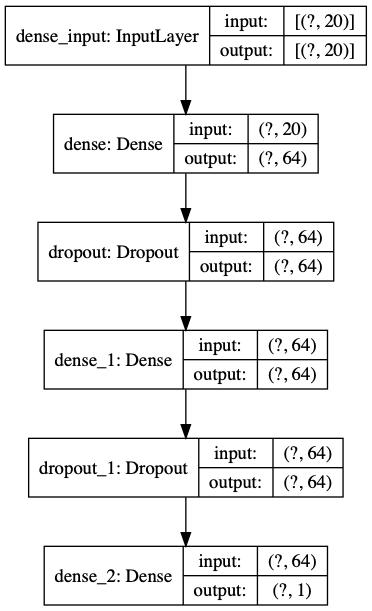 dense_input: InputLayer
input: [(?, 20)]
output: [(?, 20)]
dense: Dense
input: (?, 20)
output: (?, 64)
dropout: Dropout
input: (?, 64)
output: (?, 64)
dense_1: Dense
input: (?, 64)
output: (?, 64)
dropout_1: Dropout
input: (?, 64)
output: (?, 64)
dense_2: Dense
input: (?, 64)
output: (?, 1)